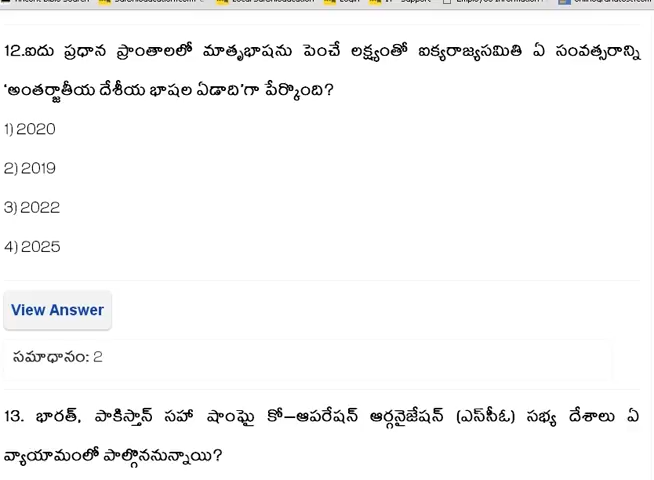 12.ఐదు ప్రధాన ప్రాంతాలలో మాతృభాషను పెంచే లక్ష్యంతో ఐక్యరాజ్యసమితి ఏ సంవత్సరాన్ని
'అంతర్జాతీయ దేశీయ భాషల ఏడాది'గా పేర్కొంది?
1) 2020
2) 2019
3) 2022
4) 2025
View Answer
సమాధానం: 2
13. భారత్, పాకిస్తాన్ సహా షాంఘై కో–ఆపరేషన్ ఆర్గనైజేషన్ (ఎస్‌సీఓ) సభ్య దేశాలు ఏ
వ్యాయామంలో పాల్గొననున్నాయి?